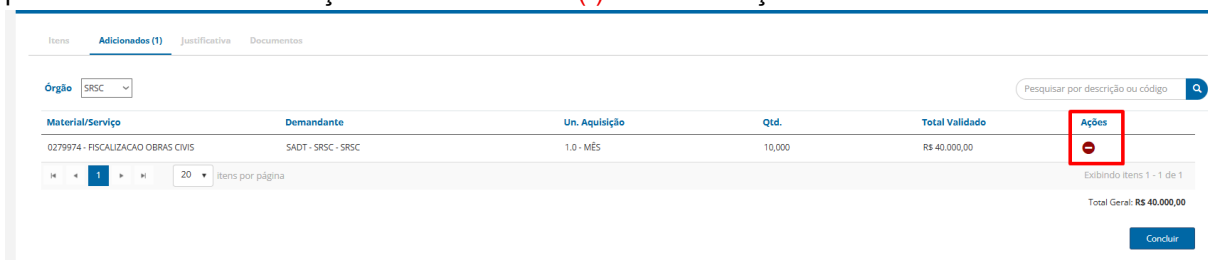 Itens Adicionados (1) Justificativa Documentos
Órgão SRSC Pesquisar por descrição ou código
Material/Serviço Demandante Un. Aquisição Qtd. Total Validado Ações
0279974 - FISCALIZACAO OBRAS CIVIS SADT - SRSC - SRSC 1.0 - MÊS 10,000 R$ 40.000,00
1 20 itens por página Exibindo itens 1 - 1 de 1
Total Geral: R$ 40.000,00
Concluir